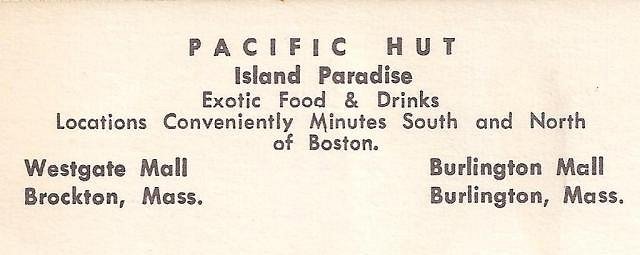 PACIFIC HUT
Island Paradise
Exotic Food & Drinks
Locations Conveniently Minutes South and North
of Boston.
Westgate Mall Burlington Mall
Brockton, Mass. Burlington, Mass.